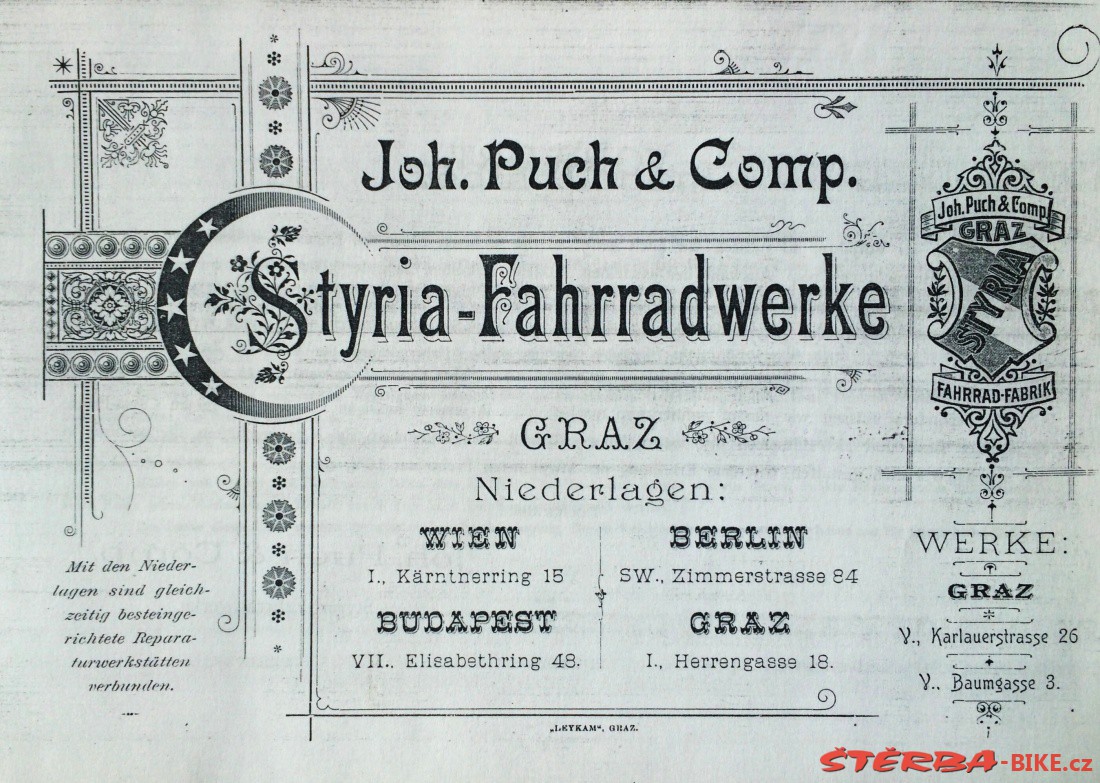 Joh. Puch & Comp.
Styria-Fahrradwerke
GRAZ
Niederlagen:
WIEN
I., Kärntnerring 15
BUDAPEST
VII., Elisabethring 48.
BERLIN
SW., Zimmerstrasse 84
GRAZ
I., Herrengasse 18.
Mit den Nieder-
lagen sind gleich-
zeitig besteinge-
richtete Repara-
turwerkstätten
verbunden.
Joh. Puch & Comp.
GRAZ
STYRIA
FAHRRAD-FABRIK
WERKE:
GRAZ
V., Karlauerstrasse 26
V., Baumgasse 3.
„LEYKAM“, GRAZ.
ŠTĚRBA-BIKE.cz